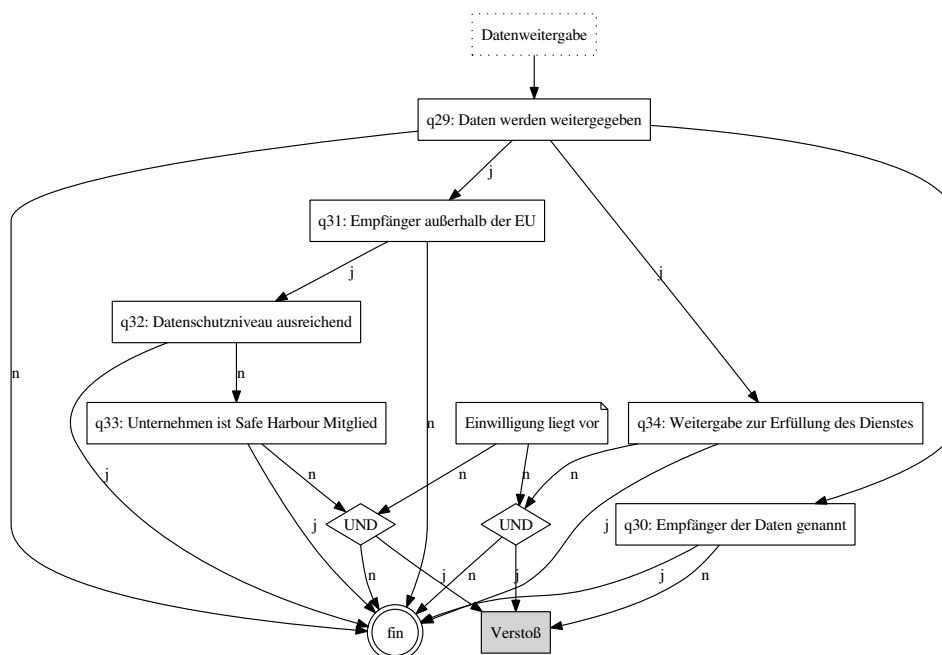 Datenweitergabe
q29: Daten werden weitergegeben
j
q31: Empfänger außerhalb der EU
j
j
q32: Datenschutzniveau ausreichend
n
n
q33: Unternehmen ist Safe Harbour Mitglied
Einwilligung liegt vor
n
q34: Weitergabe zur Erfüllung des Dienstes
j
n
n
n
n
UND
j
UND
j
q30: Empfänger der Daten genannt
n
j
n
j
j
n
fin
Verstoß